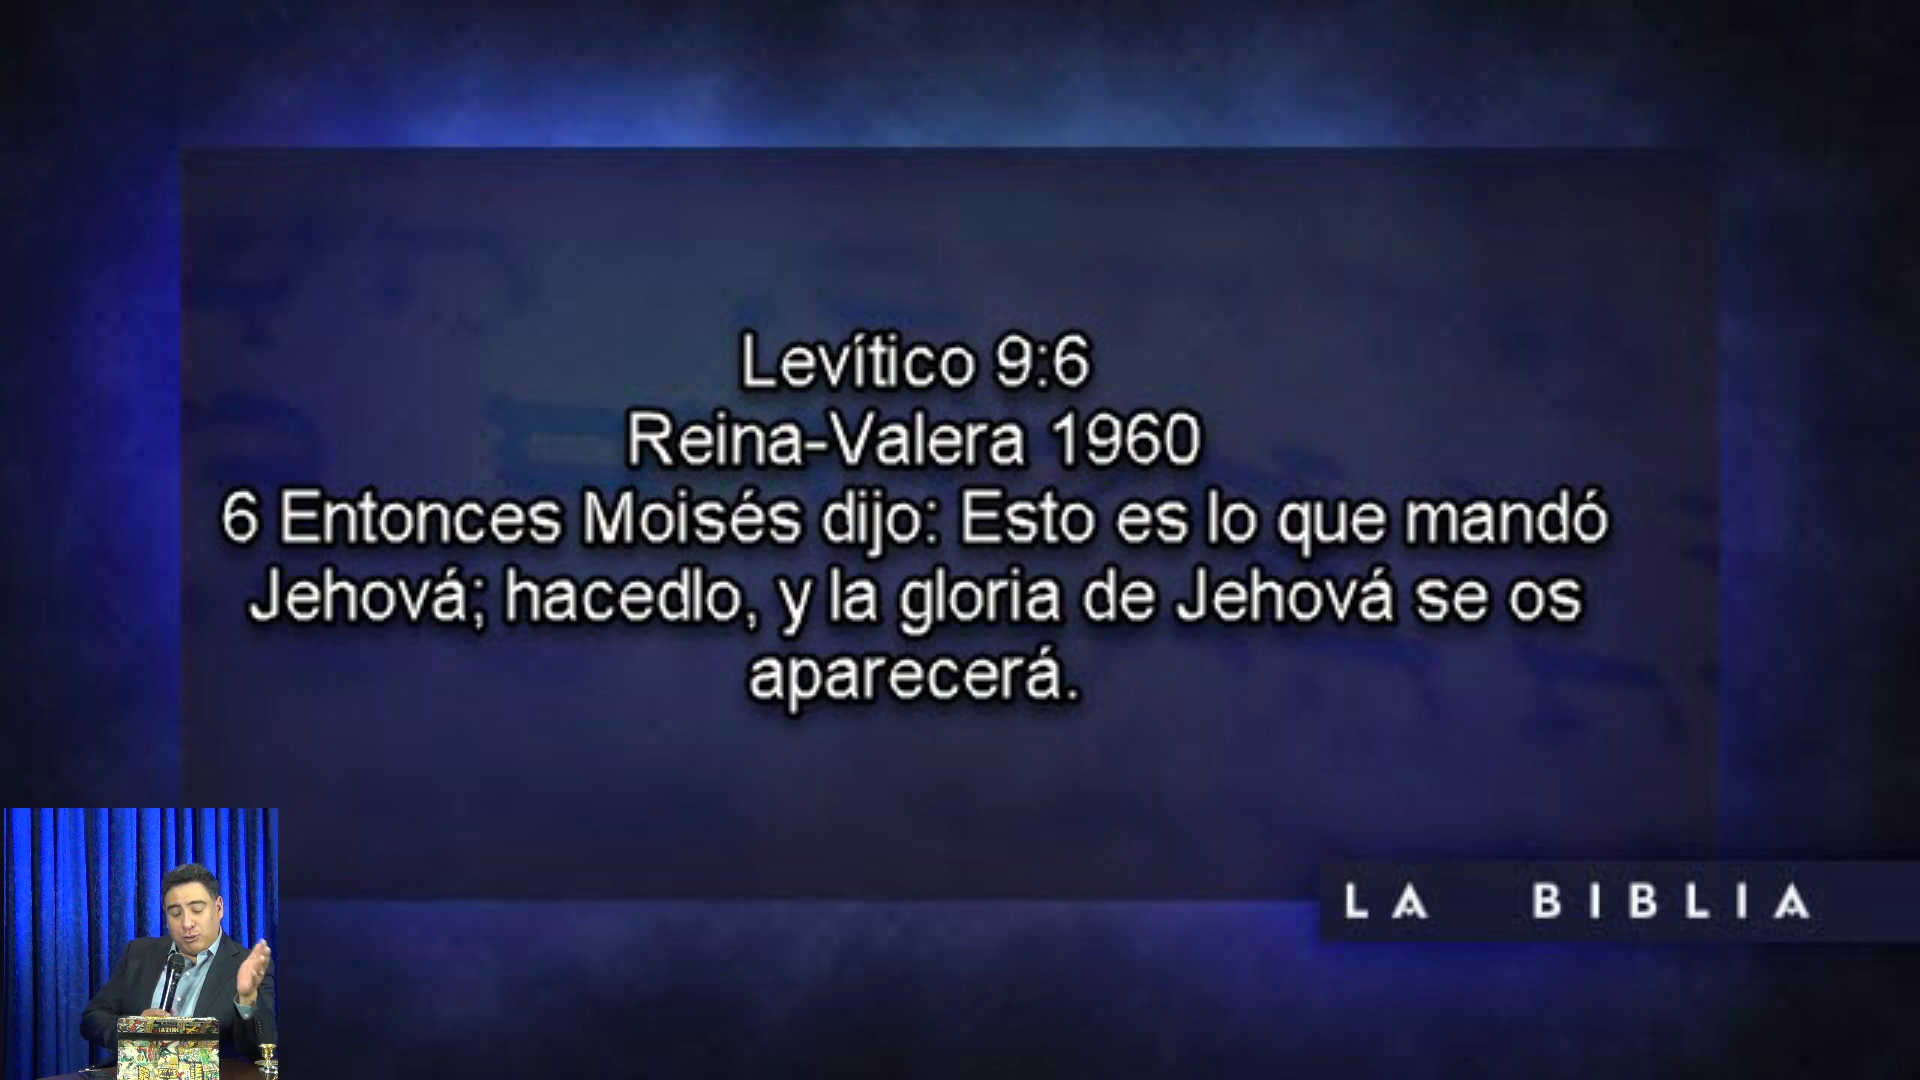 Levítico 9:6
Reina-Valera 1960
6 Entonces Moisés dijo: Esto es lo que mandó
Jehová; hacedlo, y la gloria de Jehová se os
aparecerá.
LA BIBLIA